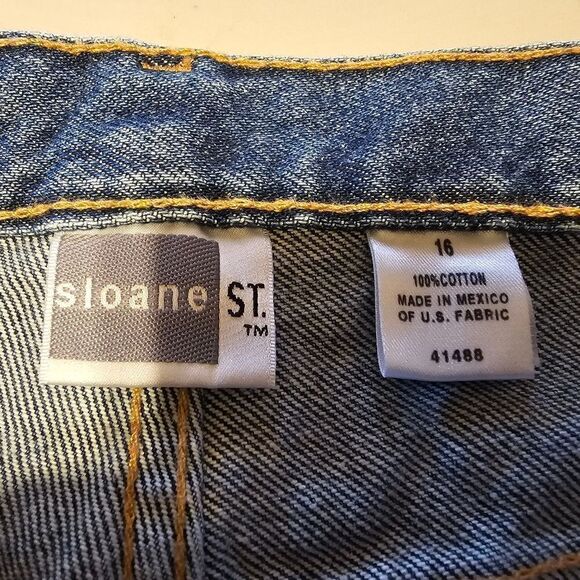 sloane ST.
TM
16
100%COTTON
MADE IN MEXICO
OF U.S. FABRIC
41488